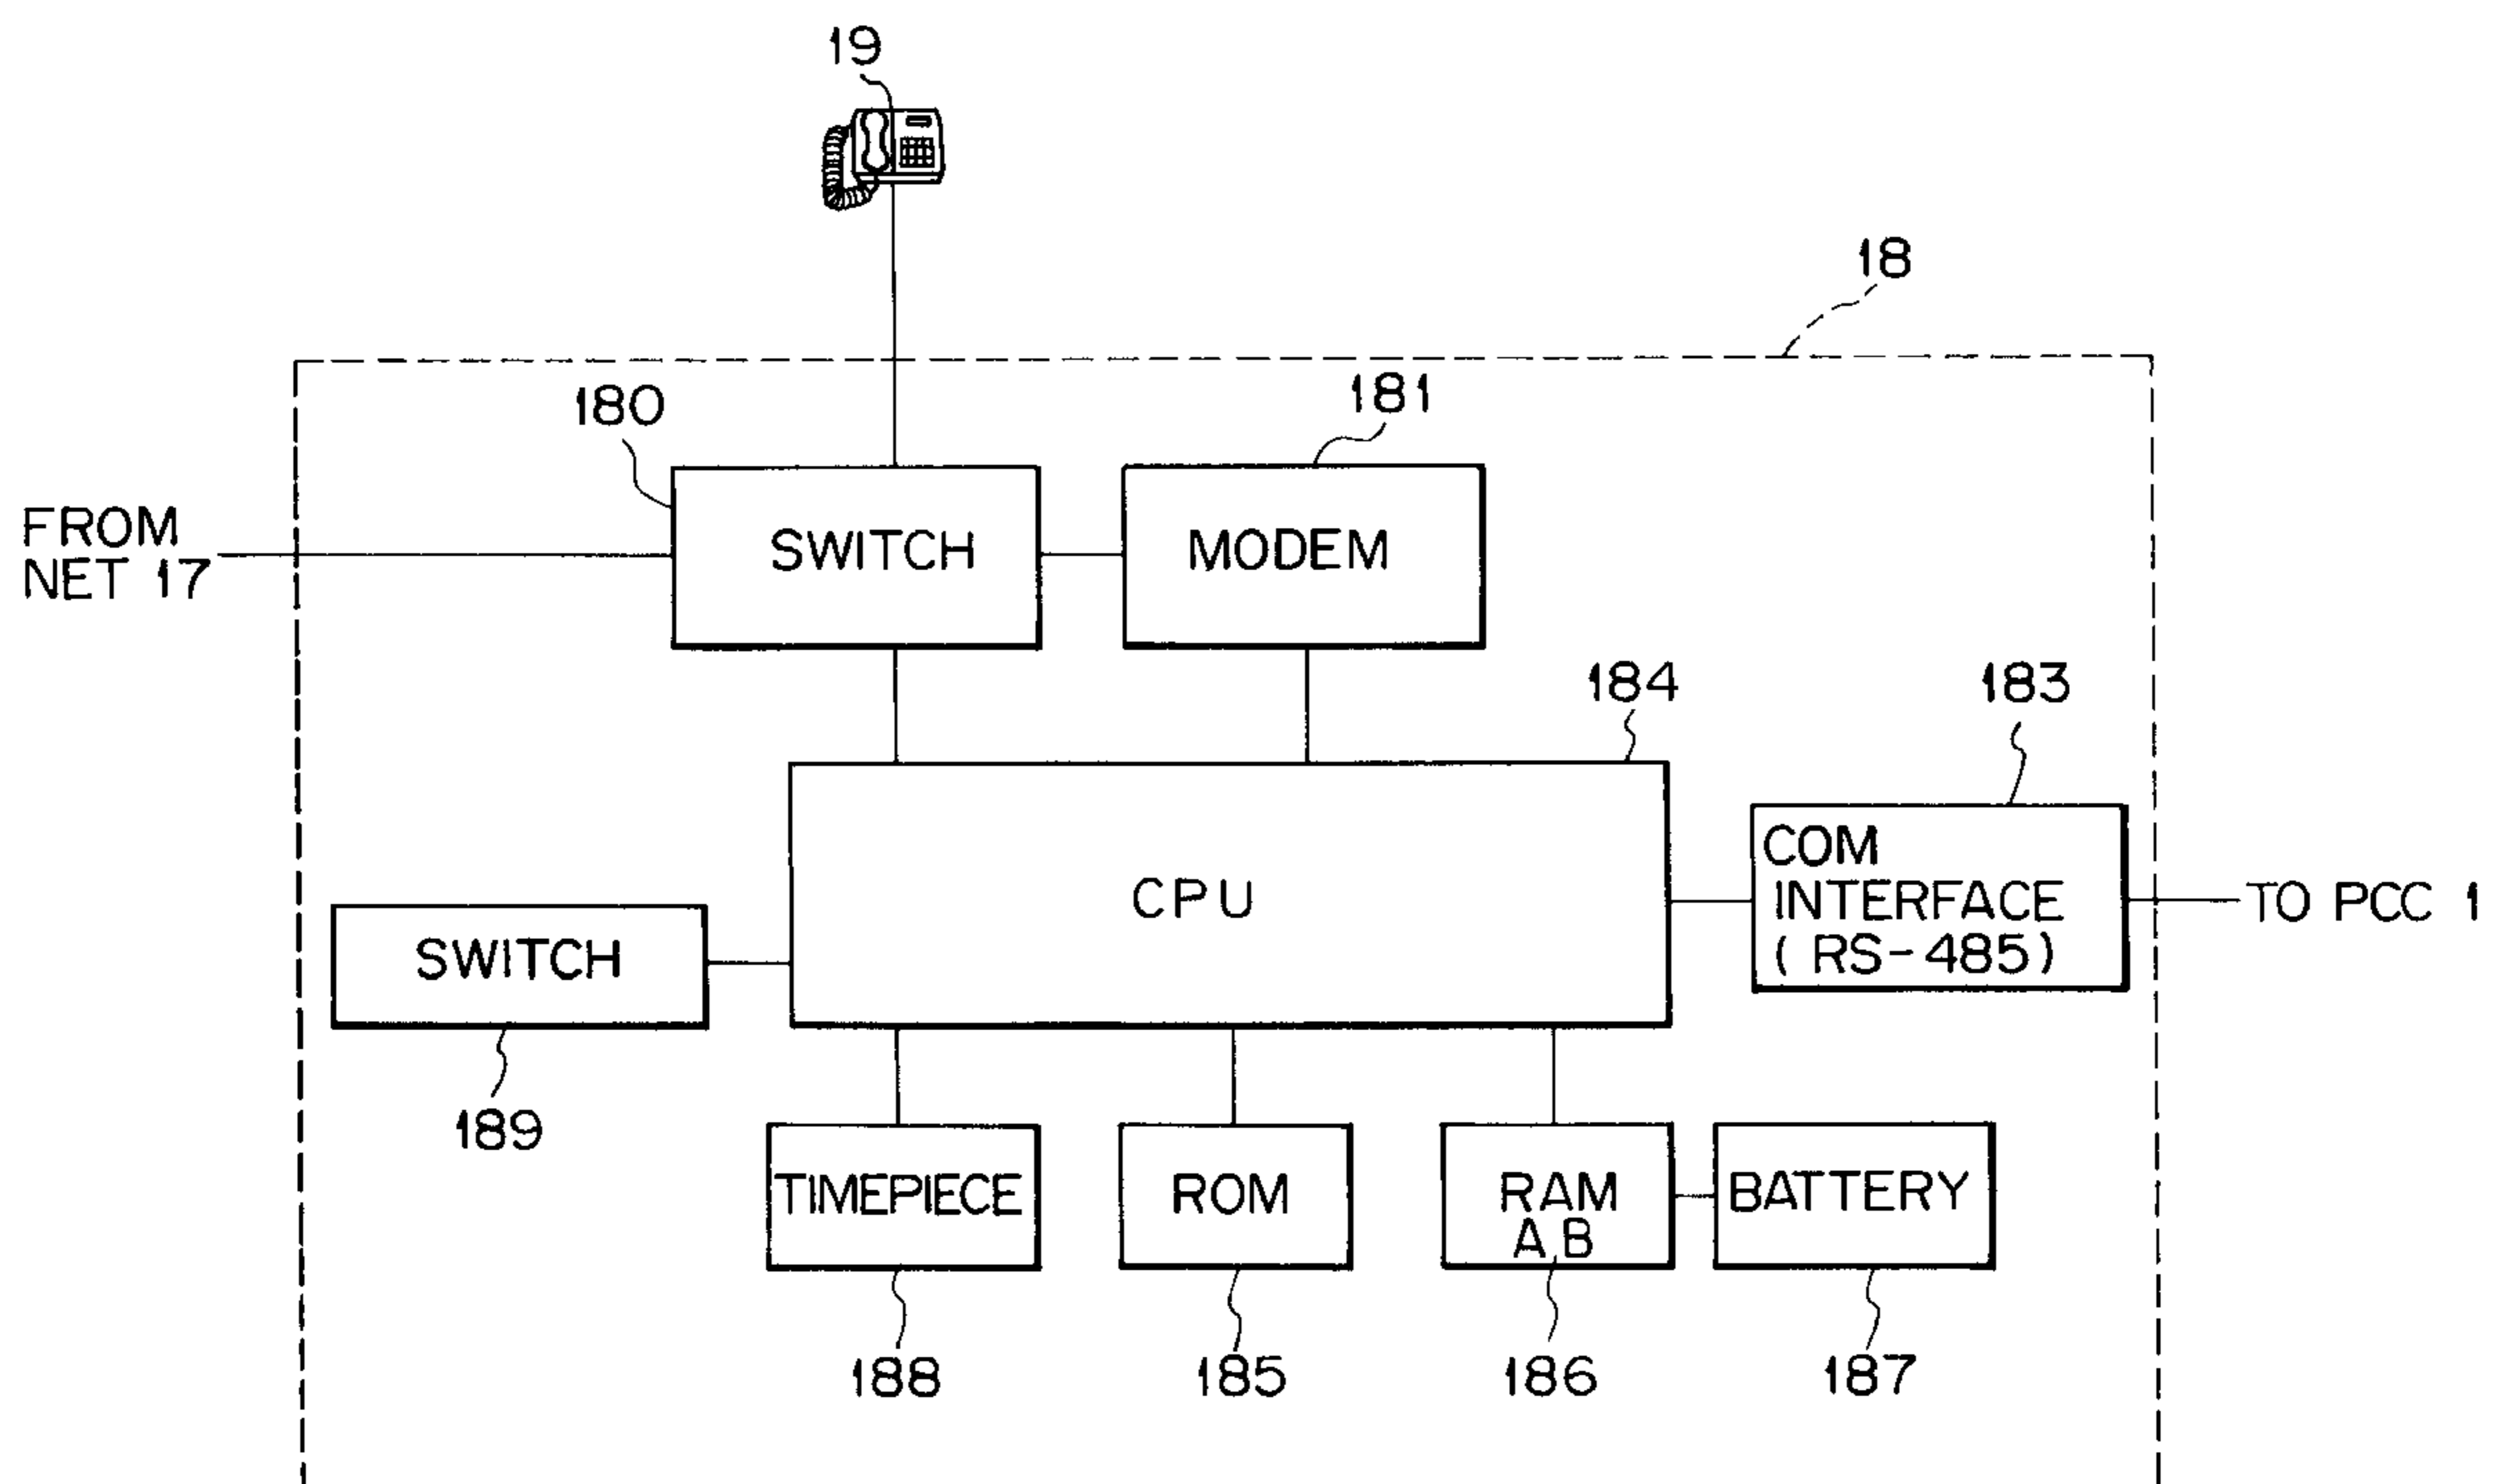 19
18
180
181
FROM
NET 17
SWITCH
MODEM
184
183
CPU
COM
INTERFACE
(RS-485)
TO PCC 1
SWITCH
189
TIMEPIECE
ROM
RAM
A B
BATTERY
188
185
186
187